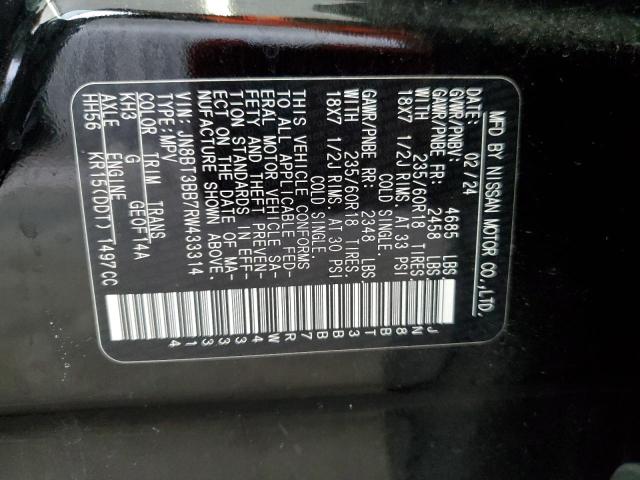 MFD BY NISSAN MOTOR CO.,LTD.
DATE: 02/24
GVWR/PNBV: 4685 LBS
GAWR/PNBE FR: 2458 LBS.
WITH 235/60R18 TIRES.
18X7 1/2J RIMS. AT 33 PSI
COLD SINGLE.
GAWR/PNBE RR: 2348 LBS.
WITH 235/60R18 TIRES.
18X7 1/2J RIMS. AT 30 PSI
COLD SINGLE.
THIS VEHICLE CONFORMS
TO ALL APPLICABLE FED-
ERAL MOTOR VEHICLE SA-
FETY AND THEFT PREVEN-
TION STANDARDS IN EFF-
ECT ON THE DATE OF MA-
NUFACTURE SHOWN ABOVE.
VIN: JN8BT3BB7RW433314
TYPE: MPV
COLOR TRIM TRANS
KH3 G GEOF14A
AXLE ENGINE
HH56 KR15(DDT) 1497CC
JN8BT3BB7RW433314